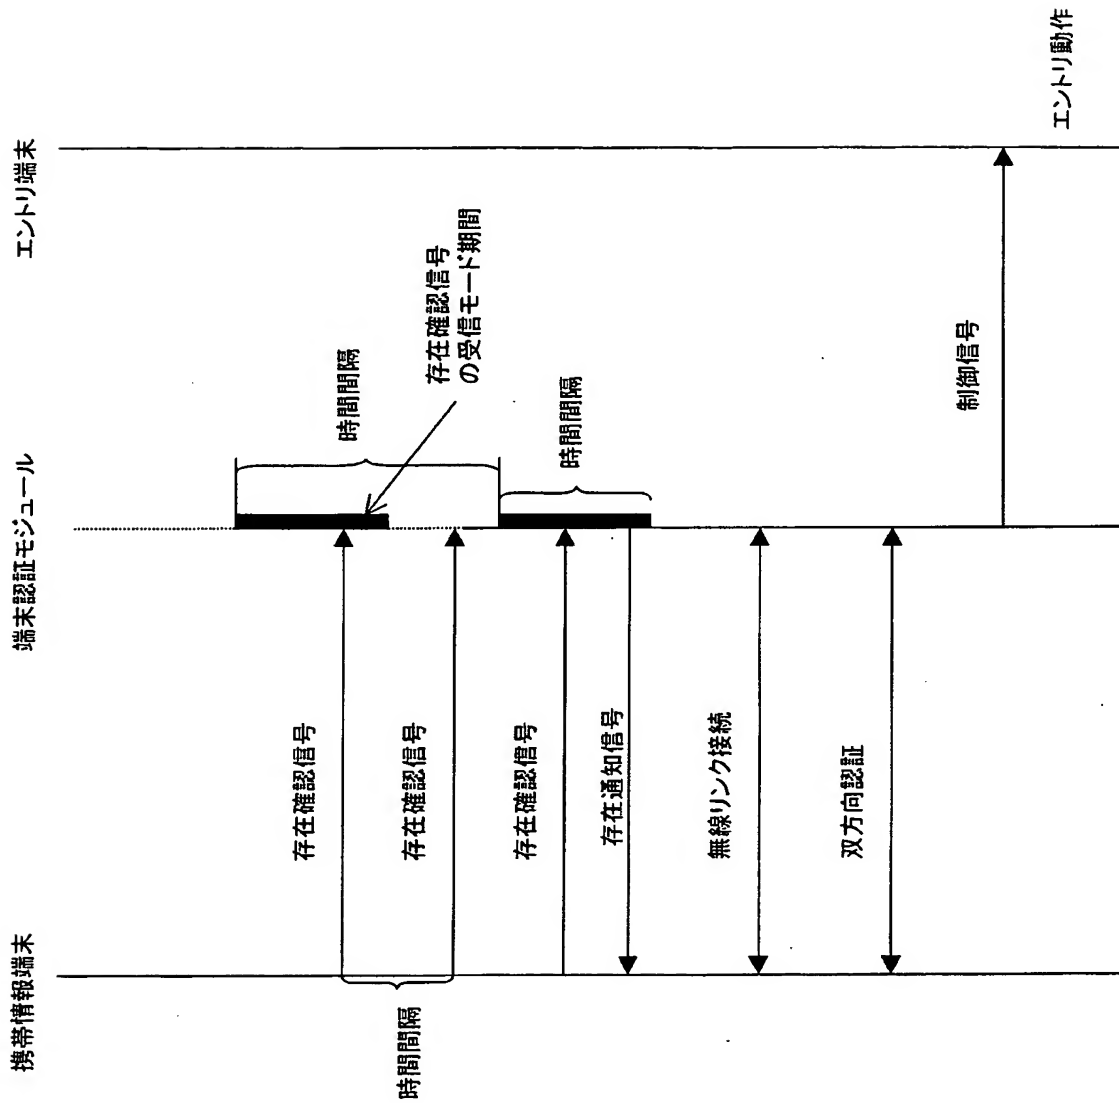 携帯情報端末
端末認証モジュール
エントリ端末
時間間隔
存在確認信号
存在確認信号
存在確認信号
存在通知信号
無線リンク接続
双方向認証
時間間隔
存在確認信号
の受信モード期間
時間間隔
制御信号
エントリ動作